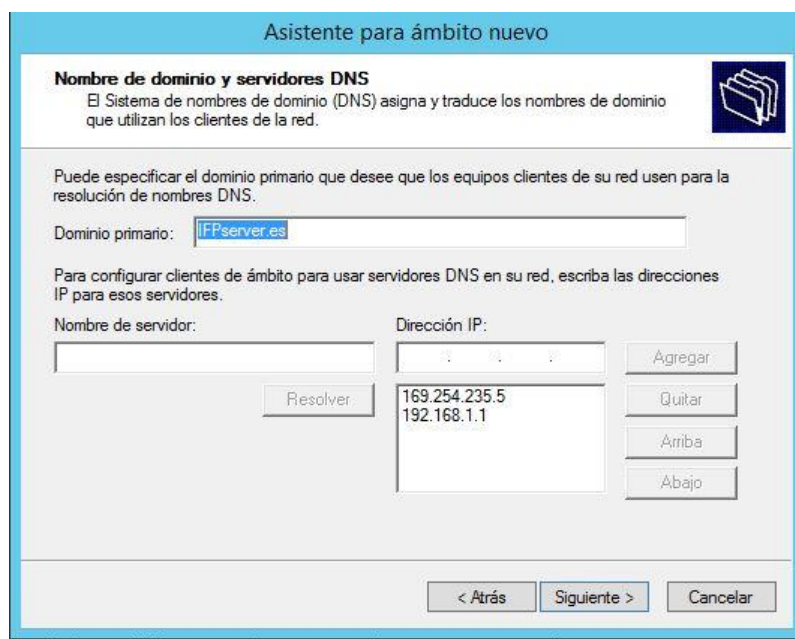 Asistente para ámbito nuevo
Nombre de dominio y servidores DNS
El Sistema de nombres de dominio (DNS) asigna y traduce los nombres de dominio
que utilizan los clientes de la red.
Puede especificar el dominio primario que desee que los equipos clientes de su red usen para la
resolución de nombres DNS.
Dominio primario: IFPserver.es
Para configurar clientes de ámbito para usar servidores DNS en su red, escriba las direcciones
IP para esos servidores.
Nombre de servidor: Dirección IP:
. . . Agregar
Resolver 169.254.235.5 Quitar
192.168.1.1
Arriba
Abajo
< Atrás Siguiente > Cancelar